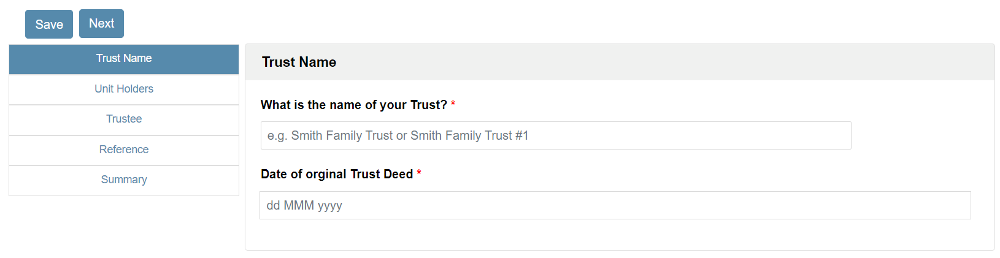 Save Next
Trust Name
Unit Holders
Trustee
Reference
Summary
Trust Name
What is the name of your Trust? *
e.g. Smith Family Trust or Smith Family Trust #1
Date of orginal Trust Deed *
dd MMM yyyy